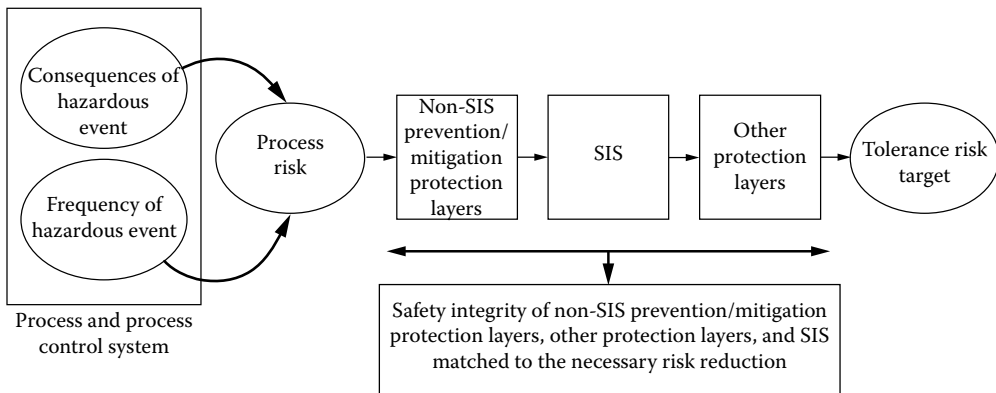 Consequences of
hazardous
event
Frequency of
hazardous event
Process and process
control system
Process
risk
Non-SIS
prevention/
mitigation
protection
layers
SIS
Other
protection
layers
Tolerance risk
target
Safety integrity of non-SIS prevention/mitigation
protection layers, other protection layers, and SIS
matched to the necessary risk reduction